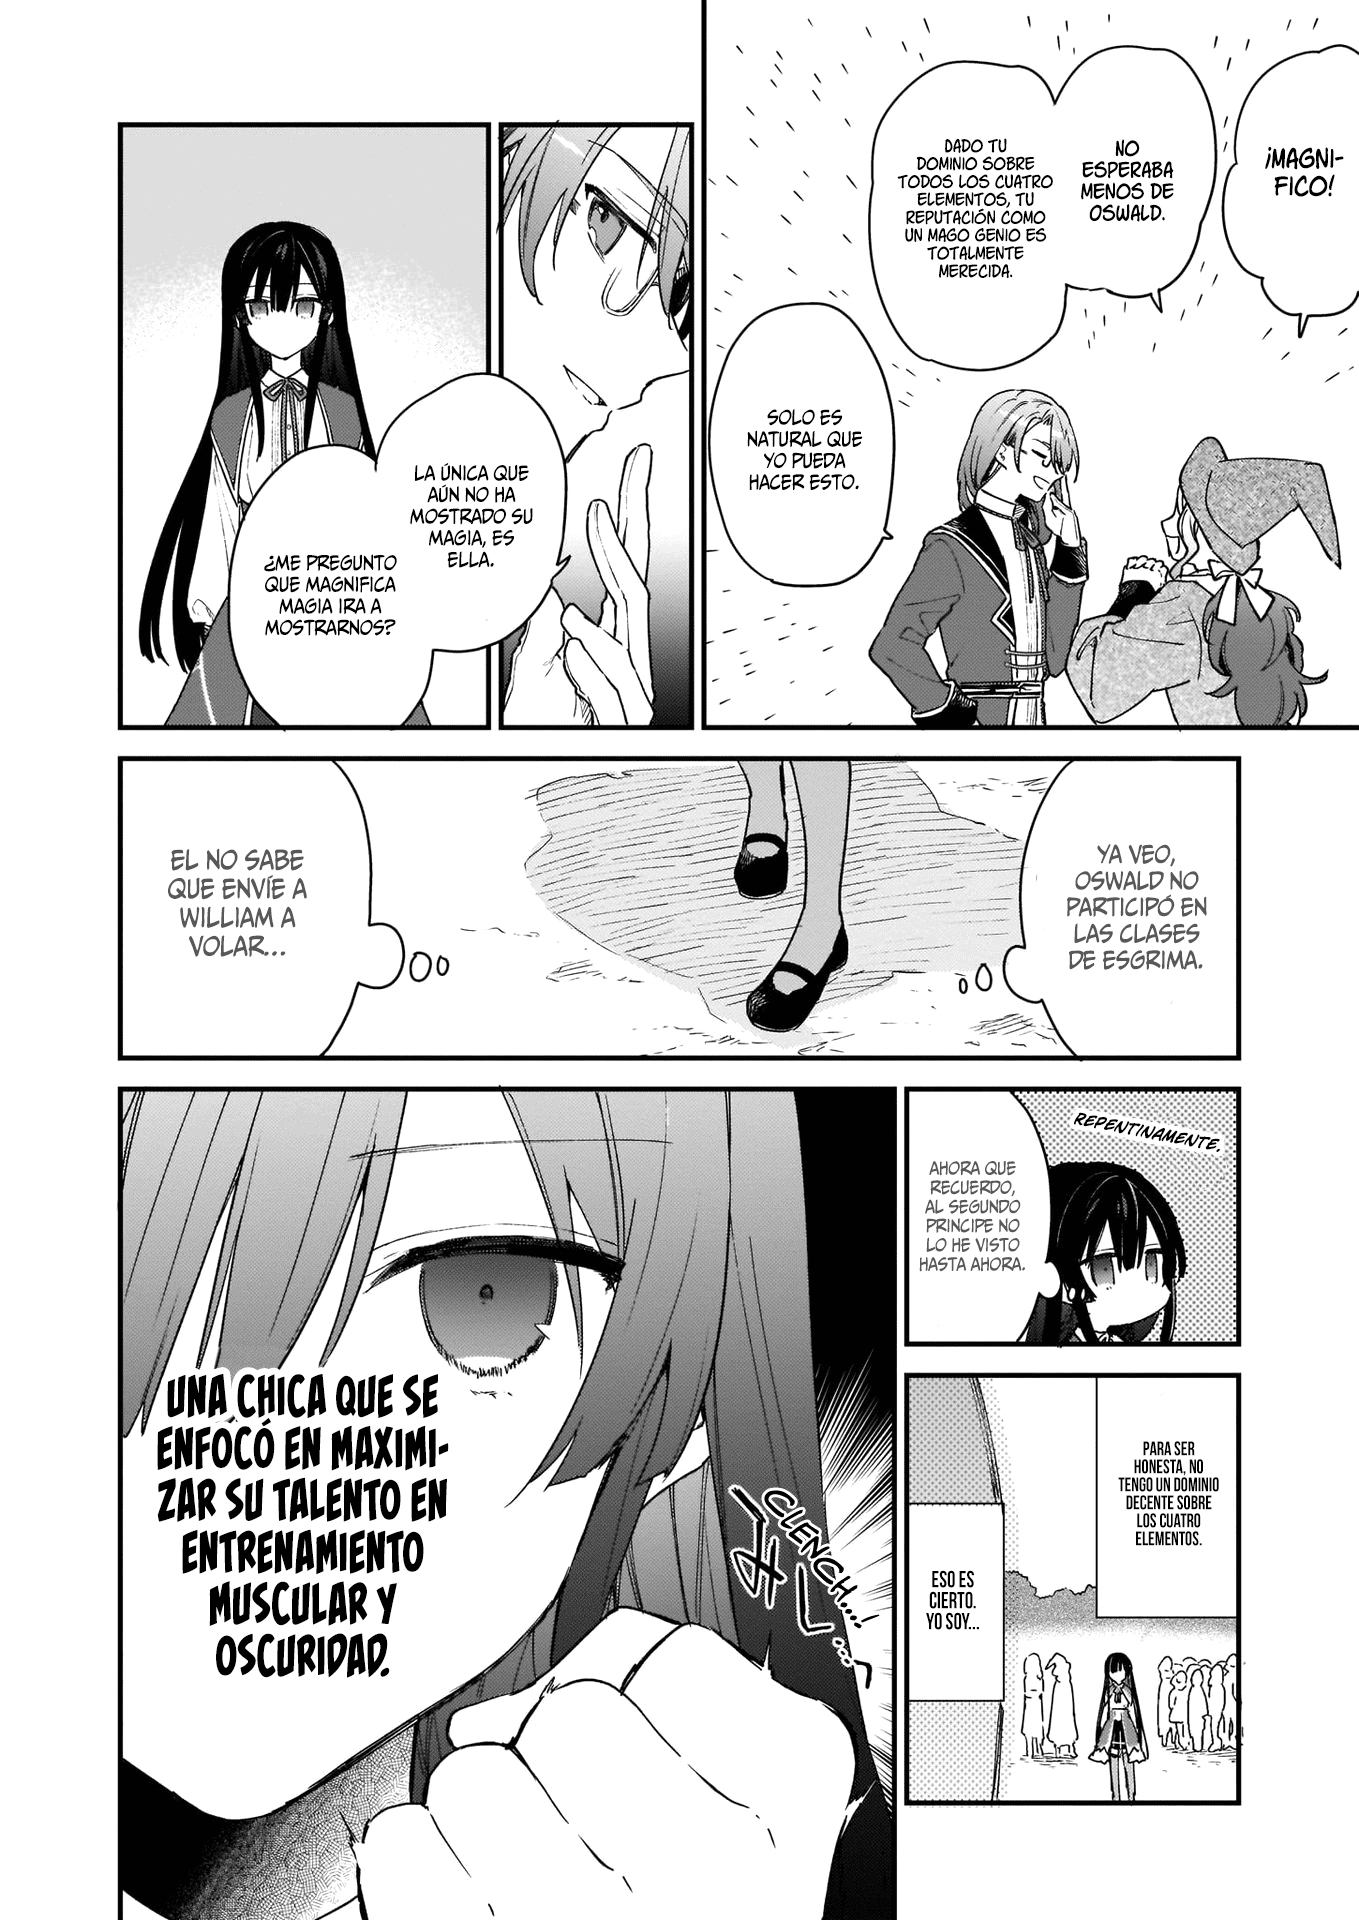 ¡MAGNI-
FICO!
NO
ESPERABA
MENOS DE
OSWALD.
DADO TU
DOMINIO SOBRE
TODOS LOS CUATRO
ELEMENTOS, TU
REPUTACIÓN COMO
UN MAGO GENIO ES
TOTALMENTE
MERECIDA.
SOLO ES
NATURAL QUE
YO PUEDA
HACER ESTO.
LA ÚNICA QUE
AÚN NO HA
MOSTRADO SU
MAGIA, ES
ELLA.
¿ME PREGUNTO
QUE MAGNIFICA
MAGIA IRA A
MOSTRARNOS?
YA VEO,
OSWALD NO
PARTICIPÓ EN
LAS CLASES
DE ESGRIMA.
EL NO SABE
QUE ENVÍE A
WILLIAM A
VOLAR...
REPENTINAMENTE,
AHORA QUE
RECUERDO,
AL SEGUNDO
PRINCIPE NO
LO HE VISTO
HASTA AHORA.
PARA SER
HONESTA, NO
TENGO UN DOMINIO
DECENTE SOBRE
LOS CUATRO
ELEMENTOS.
ESO ES
CIERTO.
YO SOY...
UNA CHICA QUE SE
ENFOCÓ EN MAXIMI-
ZAR SU TALENTO EN
ENTRENAMIENTO
MUSCULAR Y
OSCURIDAD.
CLENCH...!